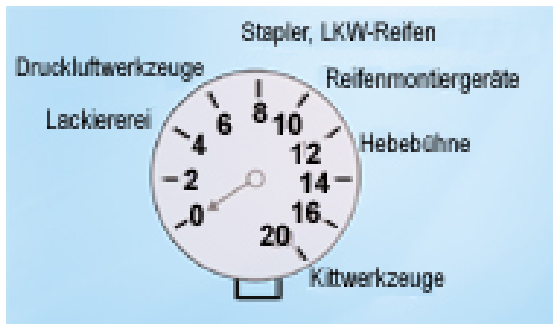 Stapler, LKW-Reifen
Druckluftwerkzeuge
Reifenmontiergeräte
Lackiererei
Hebebühne
0
2
4
6
8
10
12
14
16
20
Kittwerkzeuge